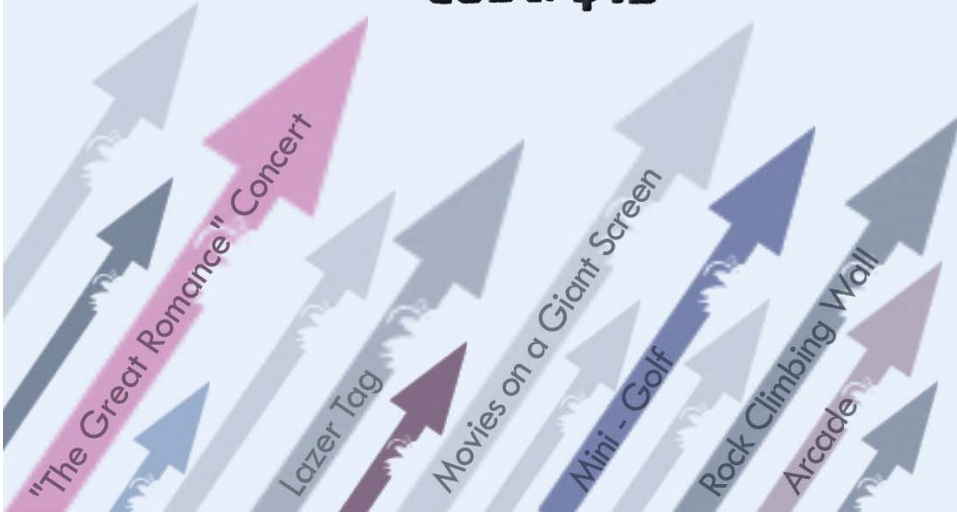 "The Great Romance" Concert
Lazer Tag
Movies on a Giant Screen
Mini - Golf
Rock Climbing Wall
Arcade